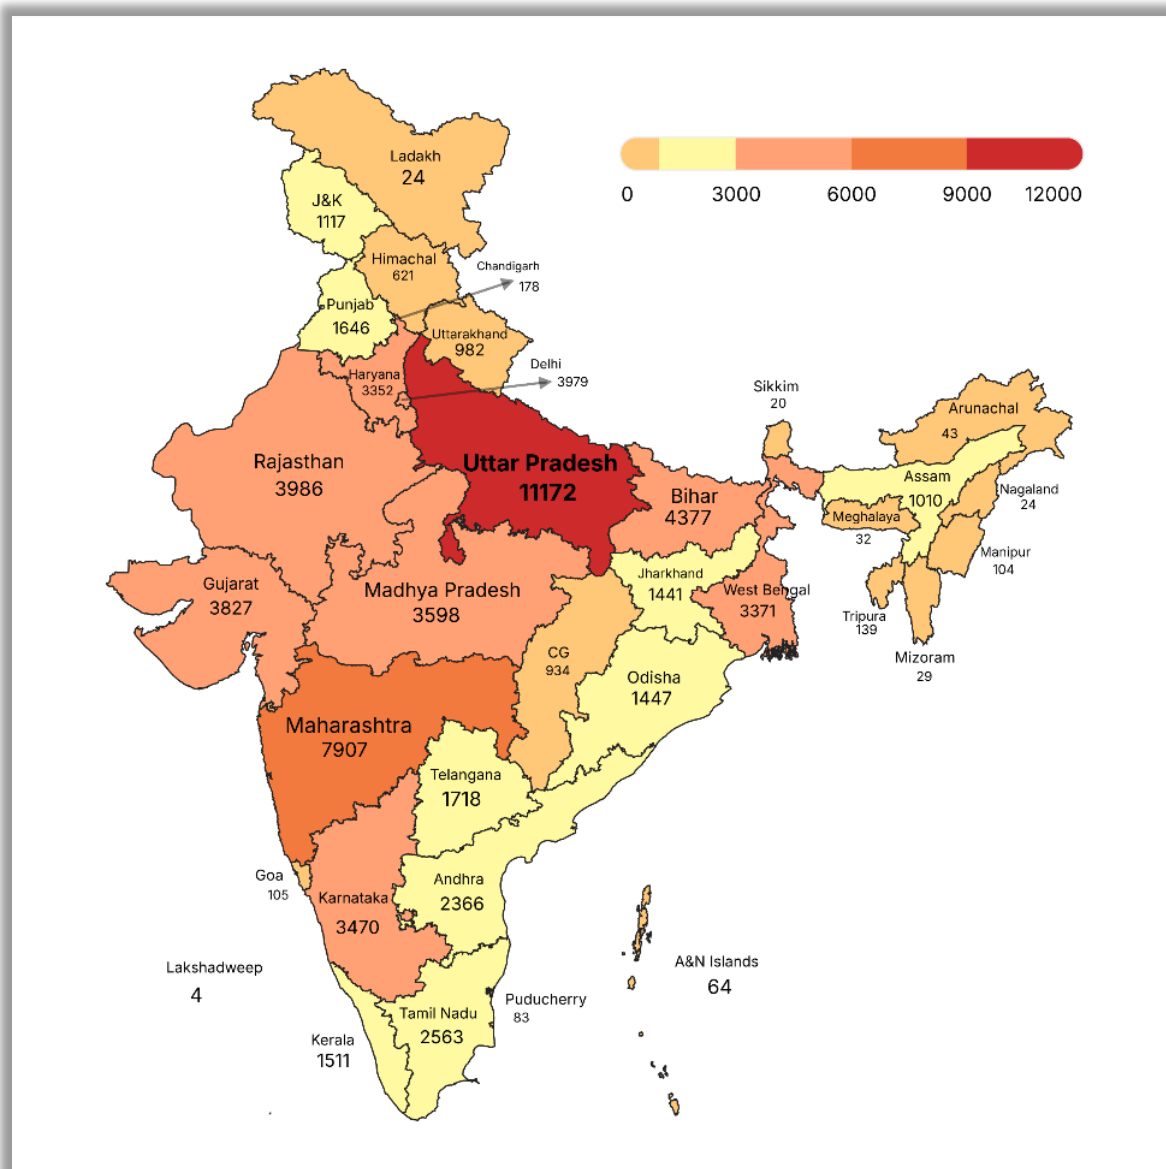 0 3000 6000 9000 12000
Ladakh
24
J&K
1117
Himachal
621
Chandigarh
178
Punjab
1646
Uttarakhand
982
Haryana
3352
Delhi
3979
Sikkim
20
Arunachal
43
Rajasthan
3986
Uttar Pradesh
11172
Bihar
4377
Assam
1010
Nagaland
24
Meghalaya
32
Manipur
104
Gujarat
3827
Madhya Pradesh
3598
Jharkhand
1441
West Bengal
3371
Tripura
139
Mizoram
29
CG
934
Odisha
1447
Maharashtra
7907
Telangana
1718
Goa
105
Karnataka
3470
Andhra
2366
Lakshadweep
4
A&N Islands
64
Puducherry
83
Tamil Nadu
2563
Kerala
1511